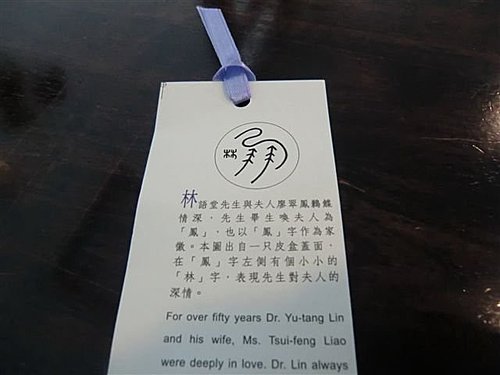 林
林語堂先生與夫人廖翠鳳鶼鰈
情深，先生畢生喚夫人為
「鳳」，也以「鳳」字作為家
徽。本圖出自一只皮盒蓋面，
在「鳳」字左側有個小小的
「林」字，表現先生對夫人的
深情。
For over fifty years Dr. Yu-tang Lin
and his wife, Ms. Tsui-feng Liao
were deeply in love. Dr. Lin always